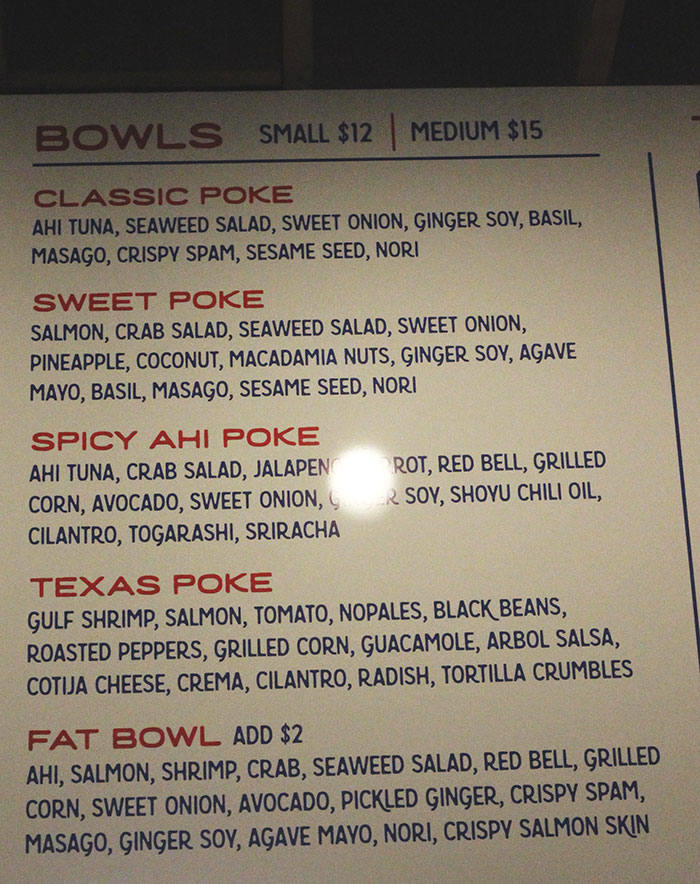 BOWLS SMALL $12 | MEDIUM $15
CLASSIC POKE
AHI TUNA, SEAWEED SALAD, SWEET ONION, GINGER SOY, BASIL,
MASAGO, CRISPY SPAM, SESAME SEED, NORI
SWEET POKE
SALMON, CRAB SALAD, SEAWEED SALAD, SWEET ONION,
PINEAPPLE, COCONUT, MACADAMIA NUTS, GINGER SOY, AGAVE
MAYO, BASIL, MASAGO, SESAME SEED, NORI
SPICY AHI POKE
AHI TUNA, CRAB SALAD, RED BELL, GRILLED
CORN, AVOCADO, SWEET ONION, SOY, SHOYU CHILI OIL,
CILANTRO, TOGARASHI, SRIRACHA
TEXAS POKE
GULF SHRIMP, SALMON, TOMATO, NOPALES, BLACK BEANS,
ROASTED PEPPERS, GRILLED CORN, GUACAMOLE, ARBOL SALSA,
COTIJA CHEESE, CREMA, CILANTRO, RADISH, TORTILLA CRUMBLES
FAT BOWL ADD $2
AHI, SALMON, SHRIMP, CRAB, SEAWEED SALAD, RED BELL, GRILLED
CORN, SWEET ONION, AVOCADO, PICKLED GINGER, CRISPY SPAM,
MASAGO, GINGER SOY, AGAVE MAYO, NORI, CRISPY SALMON SKIN